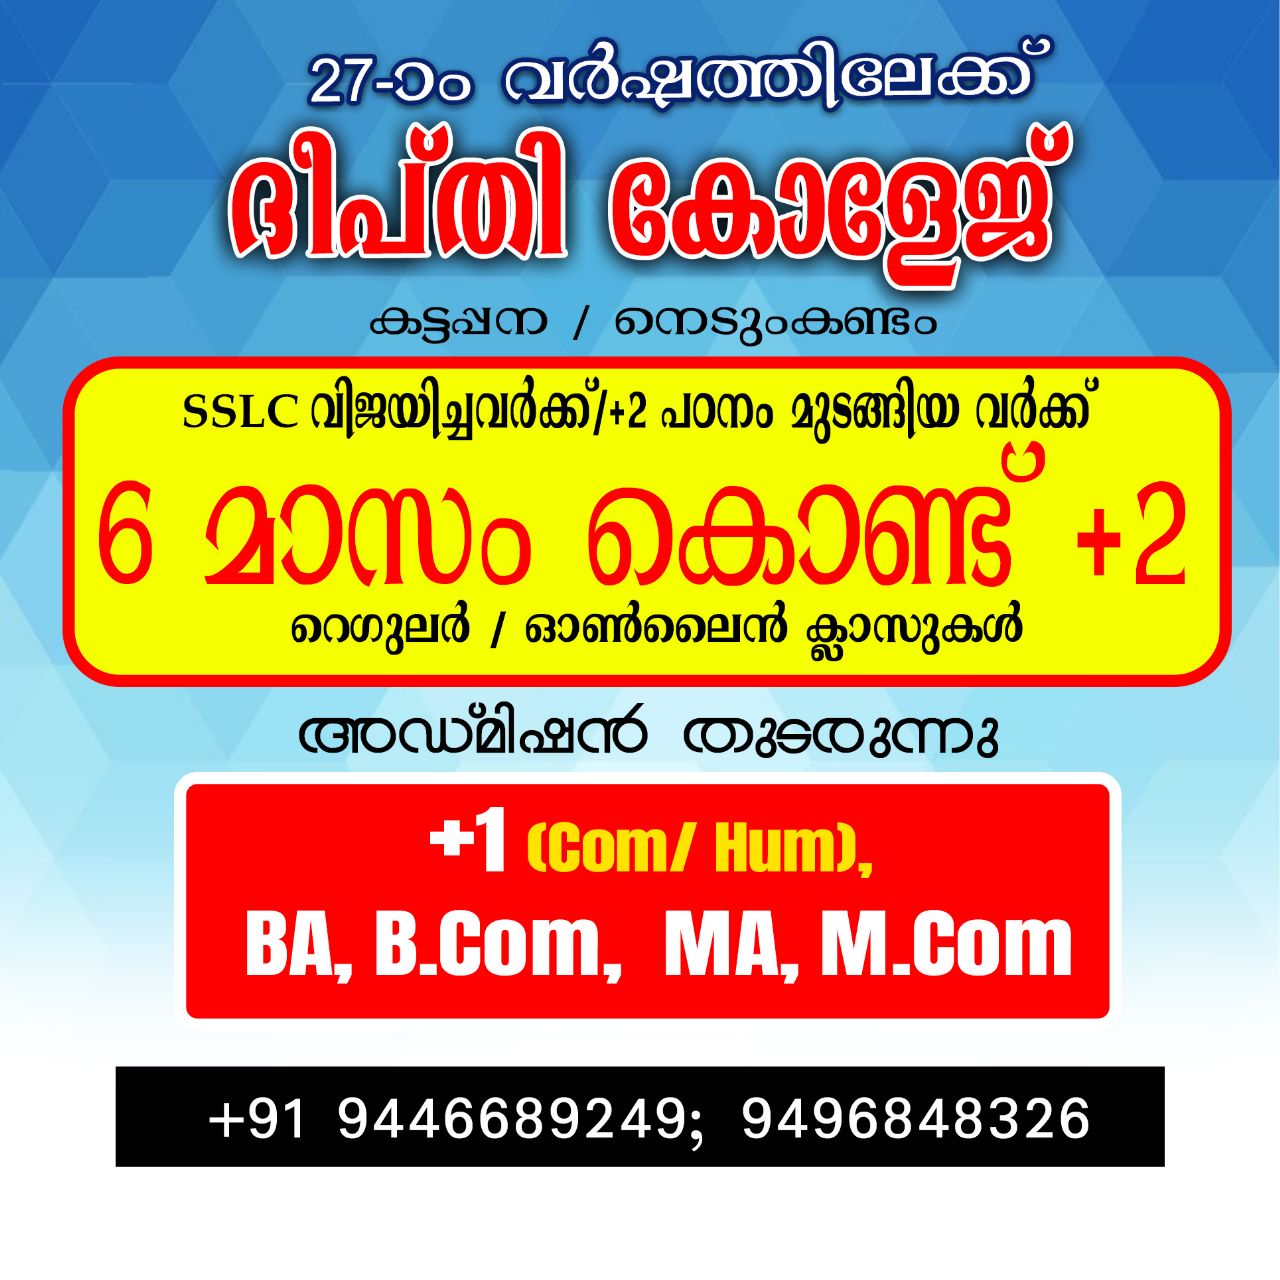 27-ാം വർഷത്തിലേക്ക്
ദീപ്തി കോളേജ്
കട്ടപ്പന / നെടുംകണ്ടം
SSLC വിജയിച്ചവർക്ക്/+2 പഠനം മുടങ്ങിയ വർക്ക്
6 മാസം കൊണ്ട് +2
റെഗുലർ / ഓൺലൈൻ ക്ലാസുകൾ
അഡ്മിഷൻ തുടരുന്നു
+1 (Com/ Hum),
BA, B.Com, MA, M.Com
+91 9446689249; 9496848326